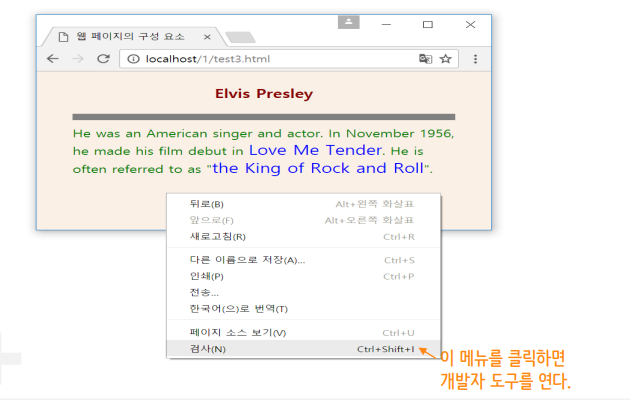 웹 페이지의 구성 요소
localhost/1/test3.html
Elvis Presley
He was an American singer and actor. In November 1956,
he made his film debut in Love Me Tender. He is
often referred to as "the King of Rock and Roll".
뒤로(B) Alt+왼쪽 화살표
앞으로(F) Alt+오른쪽 화살표
새로고침(R) Ctrl+R
다른 이름으로 저장(A)... Ctrl+S
인쇄(P) Ctrl+P
전송...
한국어(으)로 번역(T)
페이지 소스 보기(V) Ctrl+U
검사(N) Ctrl+Shift+I
이 메뉴를 클릭하면
개발자 도구를 연다.